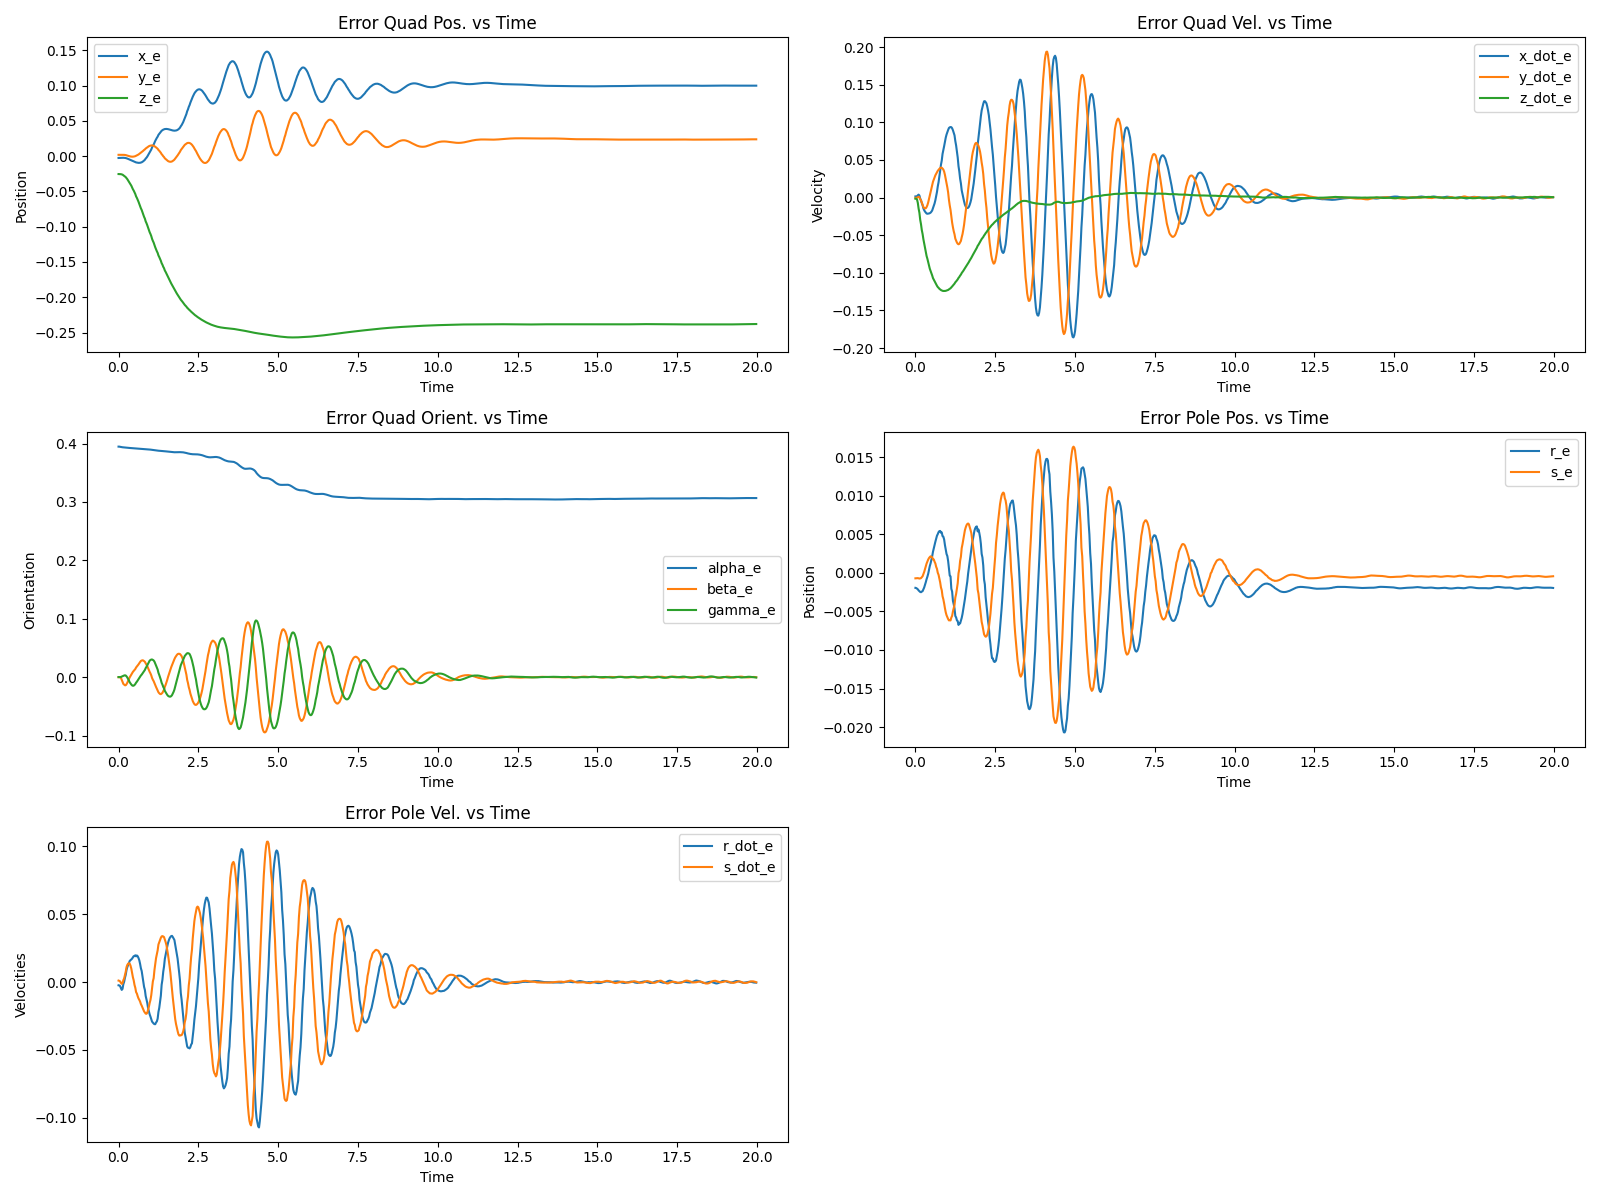 Error Quad Pos. vs Time
Position
0.15
0.10
0.05
0.00
−0.05
−0.10
−0.15
−0.20
−0.25
x_e
y_e
z_e
0.0 2.5 5.0 7.5 10.0 12.5 15.0 17.5 20.0
Time
Error Quad Vel. vs Time
Velocity
0.20
0.15
0.10
0.05
0.00
−0.05
−0.10
−0.15
−0.20
x_dot_e
y_dot_e
z_dot_e
0.0 2.5 5.0 7.5 10.0 12.5 15.0 17.5 20.0
Time
Error Quad Orient. vs Time
Orientation
0.4
0.3
0.2
0.1
0.0
−0.1
alpha_e
beta_e
gamma_e
0.0 2.5 5.0 7.5 10.0 12.5 15.0 17.5 20.0
Time
Error Pole Pos. vs Time
Position
0.015
0.010
0.005
0.000
−0.005
−0.010
−0.015
−0.020
r_e
s_e
0.0 2.5 5.0 7.5 10.0 12.5 15.0 17.5 20.0
Time
Error Pole Vel. vs Time
Velocities
0.10
0.05
0.00
−0.05
−0.10
r_dot_e
s_dot_e
0.0 2.5 5.0 7.5 10.0 12.5 15.0 17.5 20.0
Time